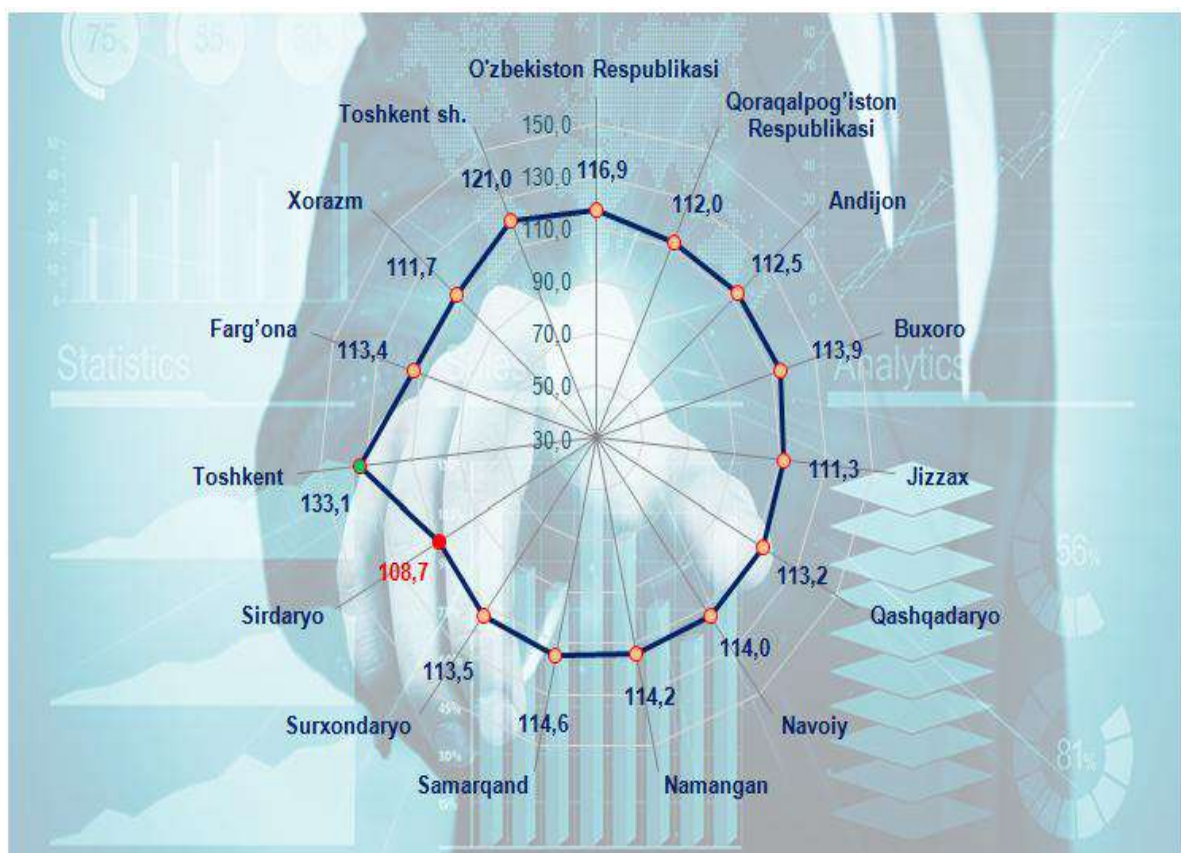 O'zbekiston Respublikasi
116,9
Qoraqalpog'iston
Respublikasi
112,0
Andijon
112,5
Buxoro
113,9
Jizzax
111,3
Qashqadaryo
113,2
Navoiy
114,0
Namangan
114,2
Samarqand
114,6
Surxondaryo
113,5
Sirdaryo
108,7
Toshkent
133,1
Farg'ona
113,4
Xorazm
111,7
Toshkent sh.
121,0
150,0
130,0
110,0
90,0
70,0
50,0
30,0
Statistics
Analytics
75%
56%
81%